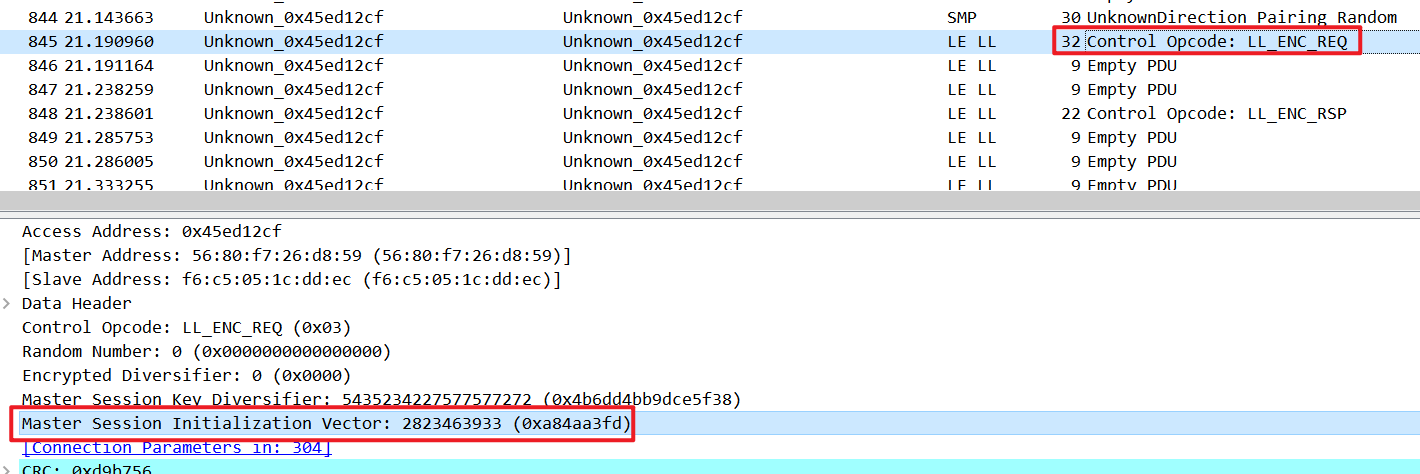 844 21.143663 Unknown_0x45ed12cf Unknown_0x45ed12cf SMP 30 UnknownDirection Pairing Random
845 21.190960 Unknown_0x45ed12cf Unknown_0x45ed12cf LE LL 32 Control Opcode: LL_ENC_REQ
846 21.191164 Unknown_0x45ed12cf Unknown_0x45ed12cf LE LL 9 Empty PDU
847 21.238259 Unknown_0x45ed12cf Unknown_0x45ed12cf LE LL 9 Empty PDU
848 21.238601 Unknown_0x45ed12cf Unknown_0x45ed12cf LE LL 22 Control Opcode: LL_ENC_RSP
849 21.285753 Unknown_0x45ed12cf Unknown_0x45ed12cf LE LL 9 Empty PDU
850 21.286005 Unknown_0x45ed12cf Unknown_0x45ed12cf LE LL 9 Empty PDU
851 21.333255 Unknown_0x45ed12cf Unknown_0x45ed12cf LE LL 9 Empty PDU
Access Address: 0x45ed12cf
[Master Address: 56:80:f7:26:d8:59 (56:80:f7:26:d8:59)]
[Slave Address: f6:c5:05:1c:dd:ec (f6:c5:05:1c:dd:ec)]
Data Header
Control Opcode: LL_ENC_REQ (0x03)
Random Number: 0 (0x0000000000000000)
Encrypted Diversifier: 0 (0x0000)
Master Session Key Diversifier: 5435234227577577272 (0x4b6dd4bb9dce5f38)
Master Session Initialization Vector: 2823463933 (0xa84aa3fd)
[Connection Parameters in: 304]
CRC: 0xd9b756